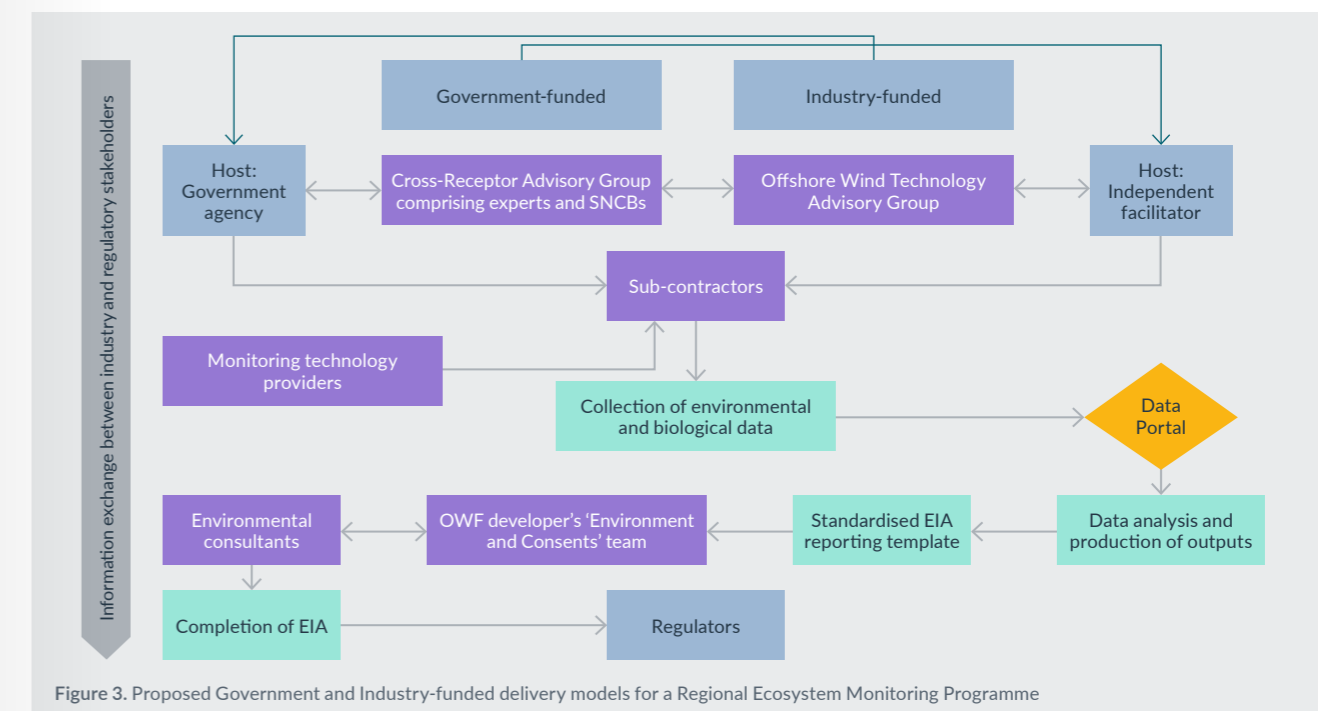 Information exchange between industry and regulatory stakeholders
Government-funded
Industry-funded
Host:
Government
agency
Cross-Receptor Advisory Group
comprising experts and SNCBs
Offshore Wind Technology
Advisory Group
Host:
Independent
facilitator
Sub-contractors
Monitoring technology
providers
Collection of environmental
and biological data
Data
Portal
Environmental
consultants
OWF developer's ‘Environment
and Consents’ team
Standardised EIA
reporting template
Data analysis and
production of outputs
Completion of EIA
Regulators
Figure 3. Proposed Government and Industry-funded delivery models for a Regional Ecosystem Monitoring Programme